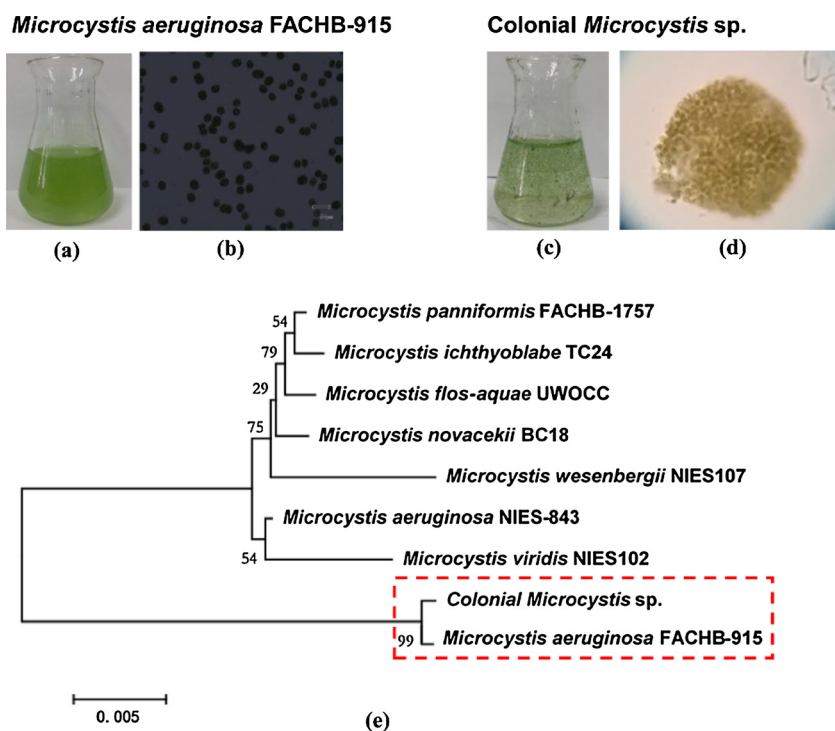 Microcystis aeruginosa FACHB-915
Colonial Microcystis sp.
(a)
(b)
(c)
(d)
54
Microcystis panniformis FACHB-1757
79
Microcystis ichthyoblabe TC24
29
Microcystis flos-aquae UWOCC
75
Microcystis novacekii BC18
Microcystis wesenbergii NIES107
Microcystis aeruginosa NIES-843
54
Microcystis viridis NIES102
Colonial Microcystis sp.
99
Microcystis aeruginosa FACHB-915
0. 005
(e)